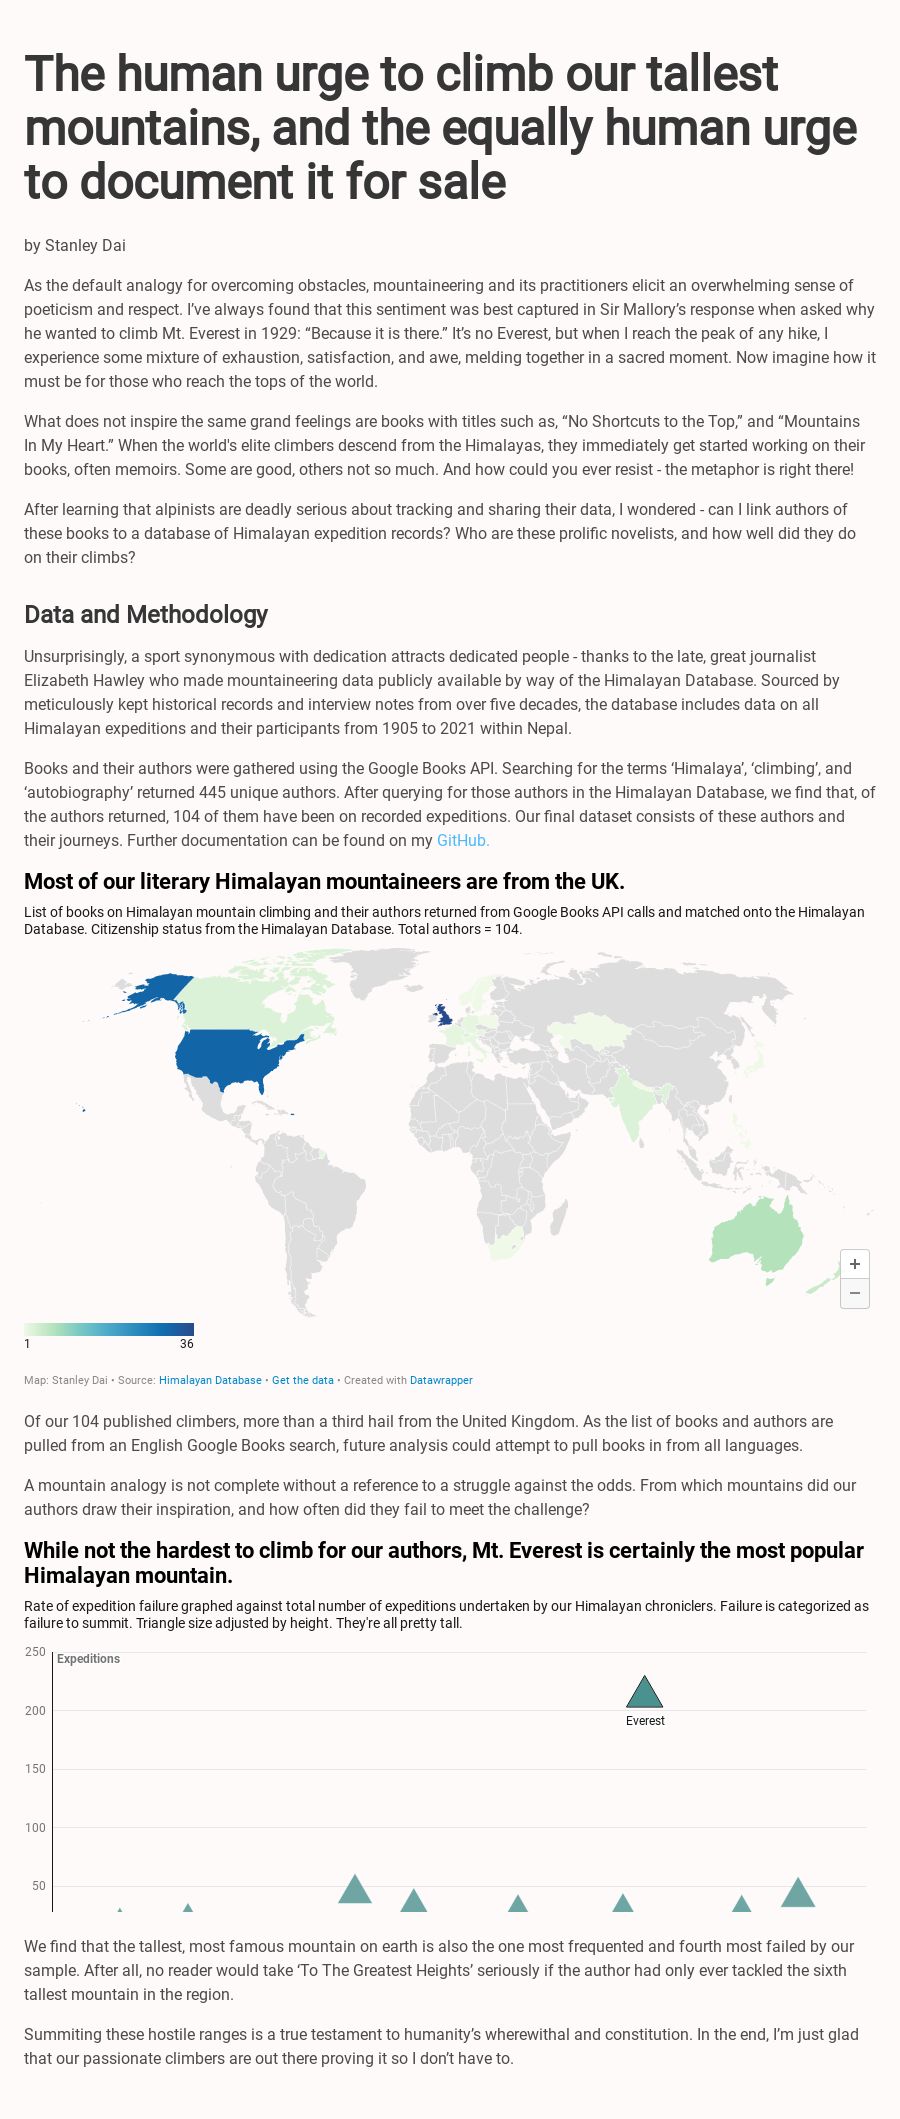 The human urge to climb our tallest
mountains, and the equally human urge
to document it for sale
by Stanley Dai
As the default analogy for overcoming obstacles, mountaineering and its practitioners elicit an overwhelming sense of
poeticism and respect. I’ve always found that this sentiment was best captured in Sir Mallory’s response when asked why
he wanted to climb Mt. Everest in 1929: “Because it is there.” It’s no Everest, but when I reach the peak of any hike, I
experience some mixture of exhaustion, satisfaction, and awe, melding together in a sacred moment. Now imagine how it
must be for those who reach the tops of the world.
What does not inspire the same grand feelings are books with titles such as, “No Shortcuts to the Top,” and “Mountains
In My Heart.” When the world's elite climbers descend from the Himalayas, they immediately get started working on their
books, often memoirs. Some are good, others not so much. And how could you ever resist - the metaphor is right there!
After learning that alpinists are deadly serious about tracking and sharing their data, I wondered - can I link authors of
these books to a database of Himalayan expedition records? Who are these prolific novelists, and how well did they do
on their climbs?
Data and Methodology
Unsurprisingly, a sport synonymous with dedication attracts dedicated people - thanks to the late, great journalist
Elizabeth Hawley who made mountaineering data publicly available by way of the Himalayan Database. Sourced by
meticulously kept historical records and interview notes from over five decades, the database includes data on all
Himalayan expeditions and their participants from 1905 to 2021 within Nepal.
Books and their authors were gathered using the Google Books API. Searching for the terms ‘Himalaya’, ‘climbing’, and
‘autobiography’ returned 445 unique authors. After querying for those authors in the Himalayan Database, we find that, of
the authors returned, 104 of them have been on recorded expeditions. Our final dataset consists of these authors and
their journeys. Further documentation can be found on my GitHub.
Most of our literary Himalayan mountaineers are from the UK.
List of books on Himalayan mountain climbing and their authors returned from Google Books API calls and matched onto the Himalayan
Database. Citizenship status from the Himalayan Database. Total authors = 104.
+
−
1 36
Map: Stanley Dai • Source: Himalayan Database • Get the data • Created with Datawrapper
Of our 104 published climbers, more than a third hail from the United Kingdom. As the list of books and authors are
pulled from an English Google Books search, future analysis could attempt to pull books in from all languages.
A mountain analogy is not complete without a reference to a struggle against the odds. From which mountains did our
authors draw their inspiration, and how often did they fail to meet the challenge?
While not the hardest to climb for our authors, Mt. Everest is certainly the most popular
Himalayan mountain.
Rate of expedition failure graphed against total number of expeditions undertaken by our Himalayan chroniclers. Failure is categorized as
failure to summit. Triangle size adjusted by height. They're all pretty tall.
250
Expeditions
200
Everest
150
100
50
We find that the tallest, most famous mountain on earth is also the one most frequented and fourth most failed by our
sample. After all, no reader would take ‘To The Greatest Heights’ seriously if the author had only ever tackled the sixth
tallest mountain in the region.
Summiting these hostile ranges is a true testament to humanity’s wherewithal and constitution. In the end, I’m just glad
that our passionate climbers are out there proving it so I don’t have to.